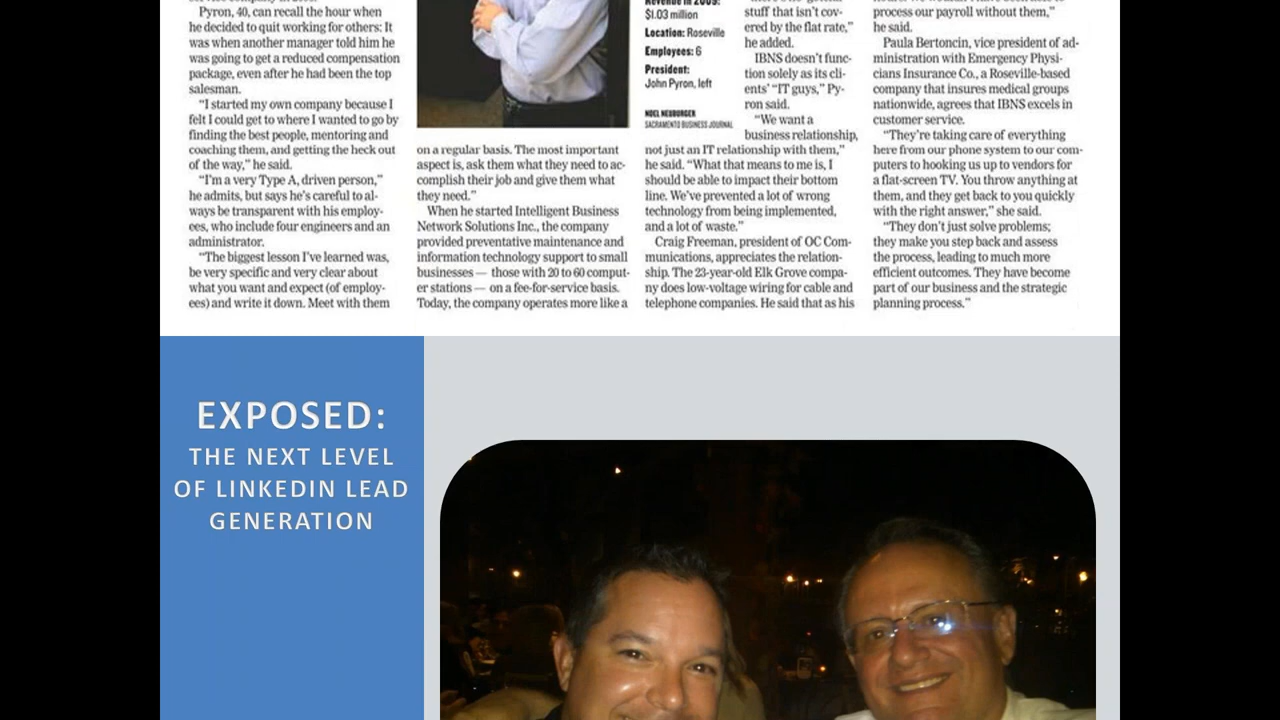 Pyron, 40, can recall the hour when
he decided to quit working for others: It
was when another manager told him he
was going to get a reduced compensation
package, even after he had been the top
salesman.
“I started my own company because I
felt I could get to where I wanted to go by
finding the best people, mentoring and
coaching them, and getting the heck out
of the way,” he said.
“I’m a very Type A, driven person,”
he admits, but says he’s careful to al-
ways be transparent with his employ-
ees, who include four engineers and an
administrator.
“The biggest lesson I’ve learned was,
be very specific and very clear about
what you want and expect (of employ-
ees) and write it down. Meet with them
on a regular basis. The most important
aspect is, ask them what they need to ac-
complish their job and give them what
they need.”
When he started Intelligent Business
Network Solutions Inc., the company
provided preventative maintenance and
information technology support to small
businesses — those with 20 to 60 comput-
er stations — on a fee-for-service basis.
Today, the company operates more like a
Revenue in 2009:
$1.03 million
Location: Roseville
Employees: 6
President:
John Pyron, left
NOEL NEUBURGER
SACRAMENTO BUSINESS JOURNAL
stuff that isn’t cov-
ered by the flat rate,”
he added.
IBNS doesn’t func-
tion solely as its cli-
ents’ “IT guys,” Py-
ron said.
“We want a
business relationship,
not just an IT relationship with them,”
he said. “What that means to me is, I
should be able to impact their bottom
line. We’ve prevented a lot of wrong
technology from being implemented,
and a lot of waste.”
Craig Freeman, president of OC Com-
munications, appreciates the relation-
ship. The 23-year-old Elk Grove compa-
ny does low-voltage wiring for cable and
telephone companies. He said that as his
process our payroll without them,”
he said.
Paula Bertoncin, vice president of ad-
ministration with Emergency Physi-
cians Insurance Co., a Roseville-based
company that insures medical groups
nationwide, agrees that IBNS excels in
customer service.
“They’re taking care of everything
here from our phone system to our com-
puters to hooking us up to vendors for
a flat-screen TV. You throw anything at
them, and they get back to you quickly
with the right answer,” she said.
“They don’t just solve problems;
they make you step back and assess
the process, leading to much more
efficient outcomes. They have become
part of our business and the strategic
planning process.”
EXPOSED:
THE NEXT LEVEL
OF LINKEDIN LEAD
GENERATION